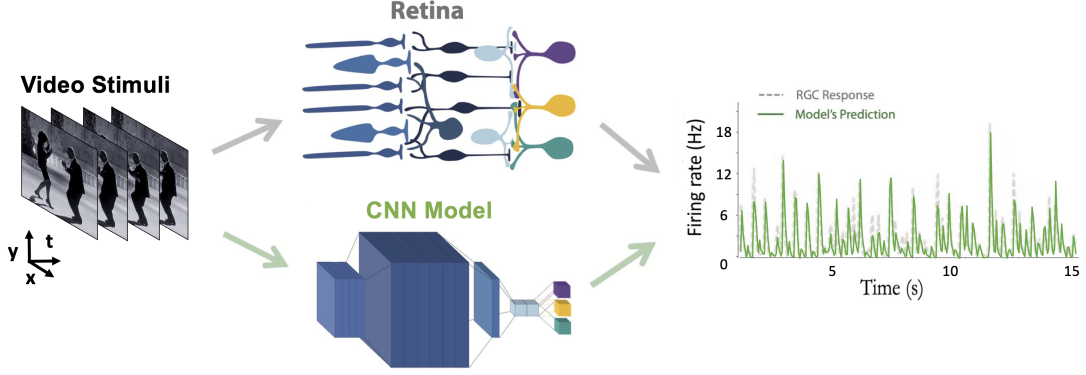 Retina
Video Stimuli
y
t
x
CNN Model
RGC Response
Model's Prediction
Firing rate (Hz)
18
12
6
0
5
10
15
Time (s)